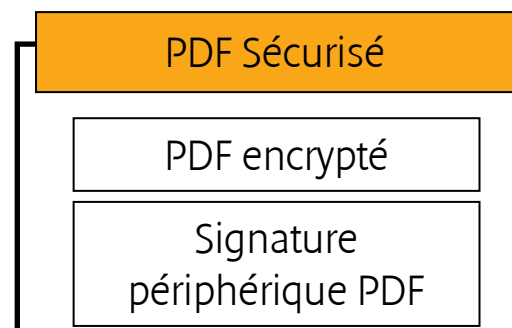 PDF Sécurisé
PDF encrypté
Signature
périphérique PDF